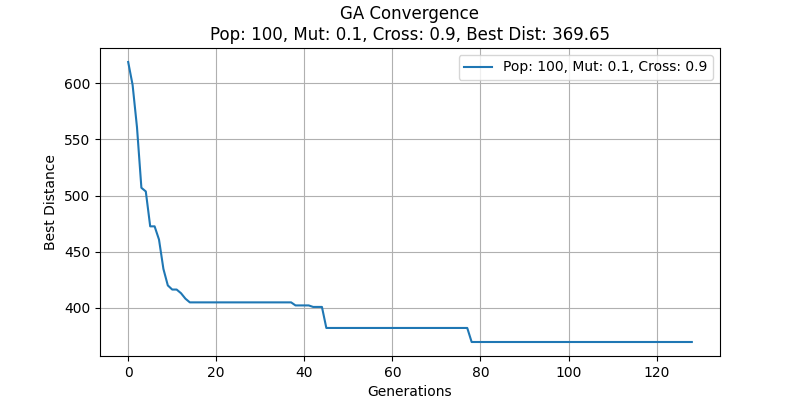 GA Convergence
Pop: 100, Mut: 0.1, Cross: 0.9, Best Dist: 369.65
Pop: 100, Mut: 0.1, Cross: 0.9
Best Distance
600
550
500
450
400
0 20 40 60 80 100 120
Generations